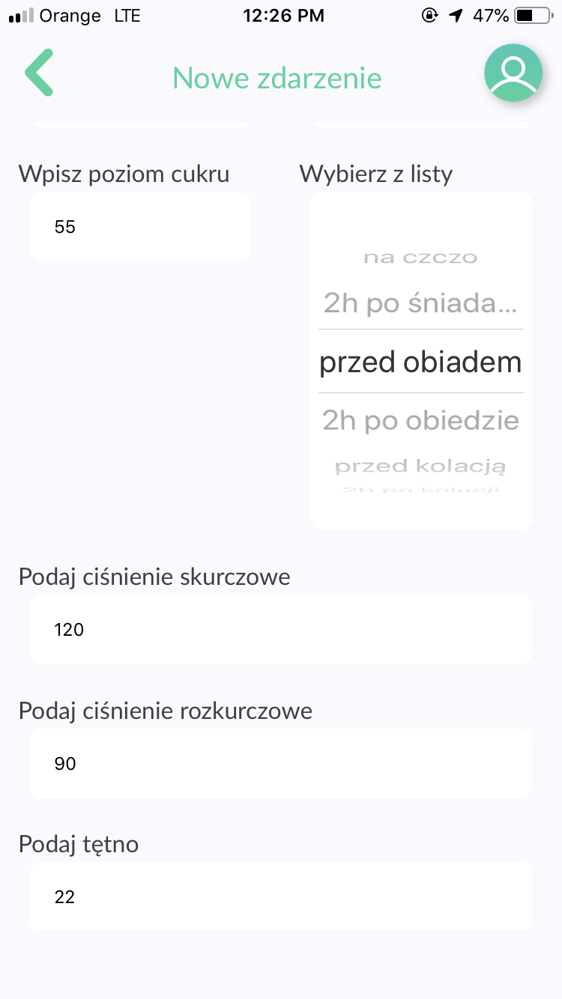 Orange LTE 12:26 PM 47%
Nowe zdarzenie
Wpisz poziom cukru
55
Wybierz z listy
na czczo
2h po śniada...
przed obiadem
2h po obiedzie
przed kolacją
2h po kolacji
Podaj ciśnienie skurczowe
120
Podaj ciśnienie rozkurczowe
90
Podaj tętno
22